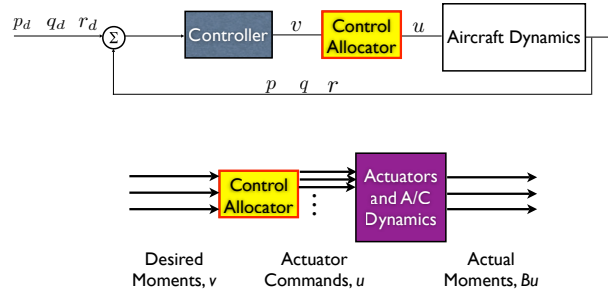 p_d q_d r_d
Σ
Controller
v
Control
Allocator
u
Aircraft Dynamics
p q r
Control
Allocator
Actuators
and A/C
Dynamics
Desired
Moments, v
Actuator
Commands, u
Actual
Moments, Bu